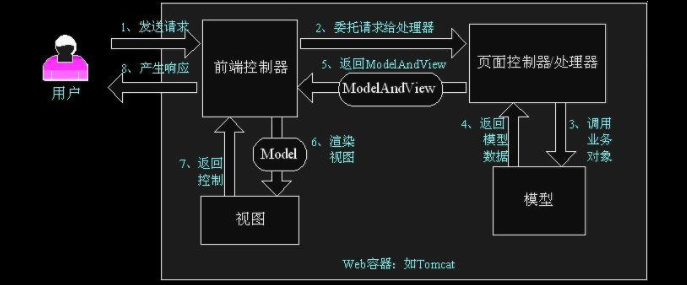 1、发送请求
2、委托请求给处理器
前端控制器
页面控制器/处理器
5、返回ModelAndView
ModelAndView
8、产生响应
用户
4、返回
模型
数据
3、调用
业务
对象
6、渲染
视图
Model
7、返回
控制
视图
模型
Web容器：如Tomcat